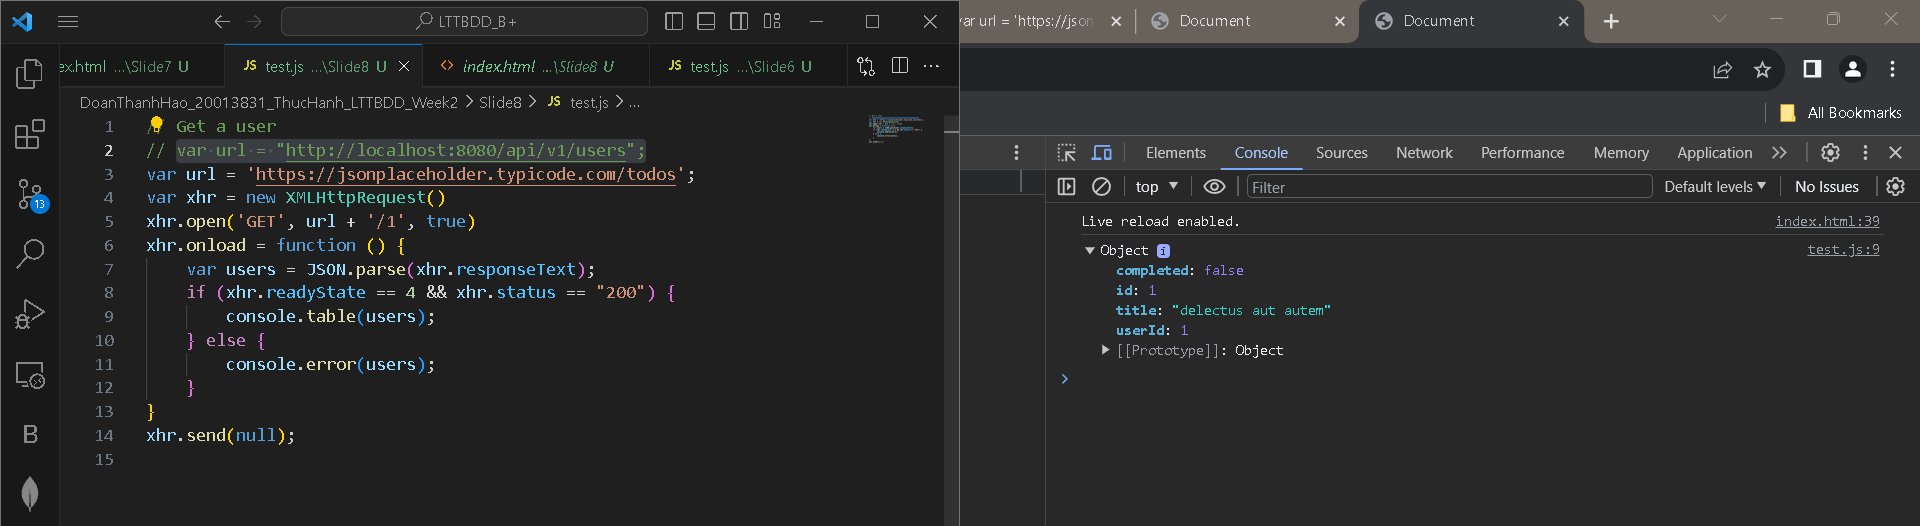 LTTBDD_B+
ex.html ...\Slide7 U
JS test.js ...\Slide8 U
<> index.html ...\Slide8 U
JS test.js ...\Slide6 U
DoanThanhHao_20013831_ThucHanh_LTTBDD_Week2 > Slide8 > JS test.js > ...
1 // Get a user
2 // var url = "http://localhost:8080/api/v1/users";
3 var url = 'https://jsonplaceholder.typicode.com/todos';
4 var xhr = new XMLHttpRequest()
5 xhr.open('GET', url + '/1', true)
6 xhr.onload = function () {
7 var users = JSON.parse(xhr.responseText);
8 if (xhr.readyState == 4 && xhr.status == "200") {
9 console.table(users);
10 } else {
11 console.error(users);
12 }
13 }
14 xhr.send(null);
15
13
B
var url = 'https://json
Document
Document
All Bookmarks
Elements Console Sources Network Performance Memory Application
top Filter Default levels No Issues
Live reload enabled. index.html:39
Object i test.js:9
completed: false
id: 1
title: "delectus aut autem"
userId: 1
[[Prototype]]: Object